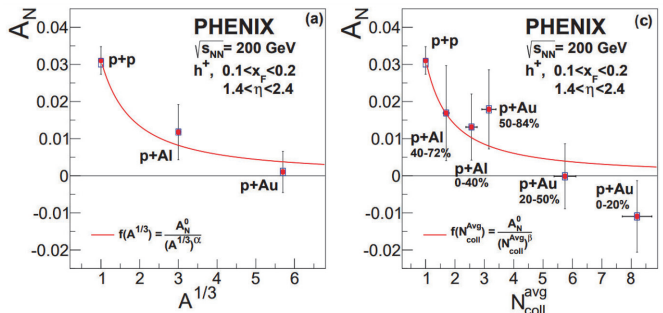 A_N
PHENIX (a)
√s_NN = 200 GeV
h⁺, 0.1<x_F<0.2
1.4<η<2.4
p+p
p+Al
p+Au
f(A^1/3)= A_N^0 / (A^1/3)^α
0.04
0.03
0.02
0.01
0
-0.01
-0.02
0 1 2 3 4 5 6
A^1/3
A_N
PHENIX (c)
√s_NN = 200 GeV
h⁺, 0.1<x_F<0.2
1.4<η<2.4
p+p
p+Au
50-84%
p+Al
40-72%
p+Al
0-40%
p+Au
20-50%
p+Au
0-20%
f(N_coll^Avg)= A_N^0 / (N_coll^Avg)^β
0.04
0.03
0.02
0.01
0
-0.01
-0.02
0 1 2 3 4 5 6 7 8
N_coll^avg